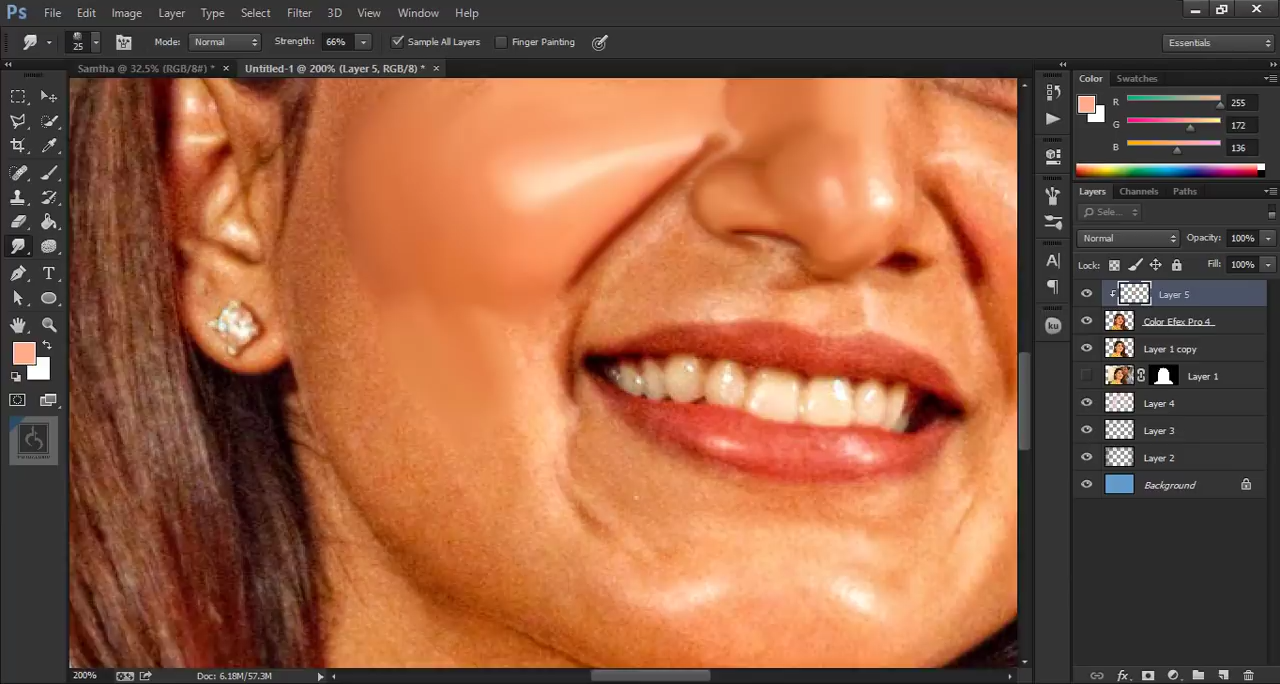 Ps File Edit Image Layer Type Select Filter 3D View Window Help
25 Mode: Normal Strength: 66% Sample All Layers Finger Painting Essentials
Samtha @ 32.5% (RGB/8#) * × Untitled-1 @ 200% (Layer 5, RGB/8) * ×
Color Swatches
R 255
G 172
B 136
Layers Channels Paths
Sele...
Normal Opacity: 100%
Lock: Fill: 100%
Layer 5
Color Efex Pro 4
Layer 1 copy
Layer 1
Layer 4
Layer 3
Layer 2
Background
A
ku
T
200% Doc: 6.18M/57.3M
fx